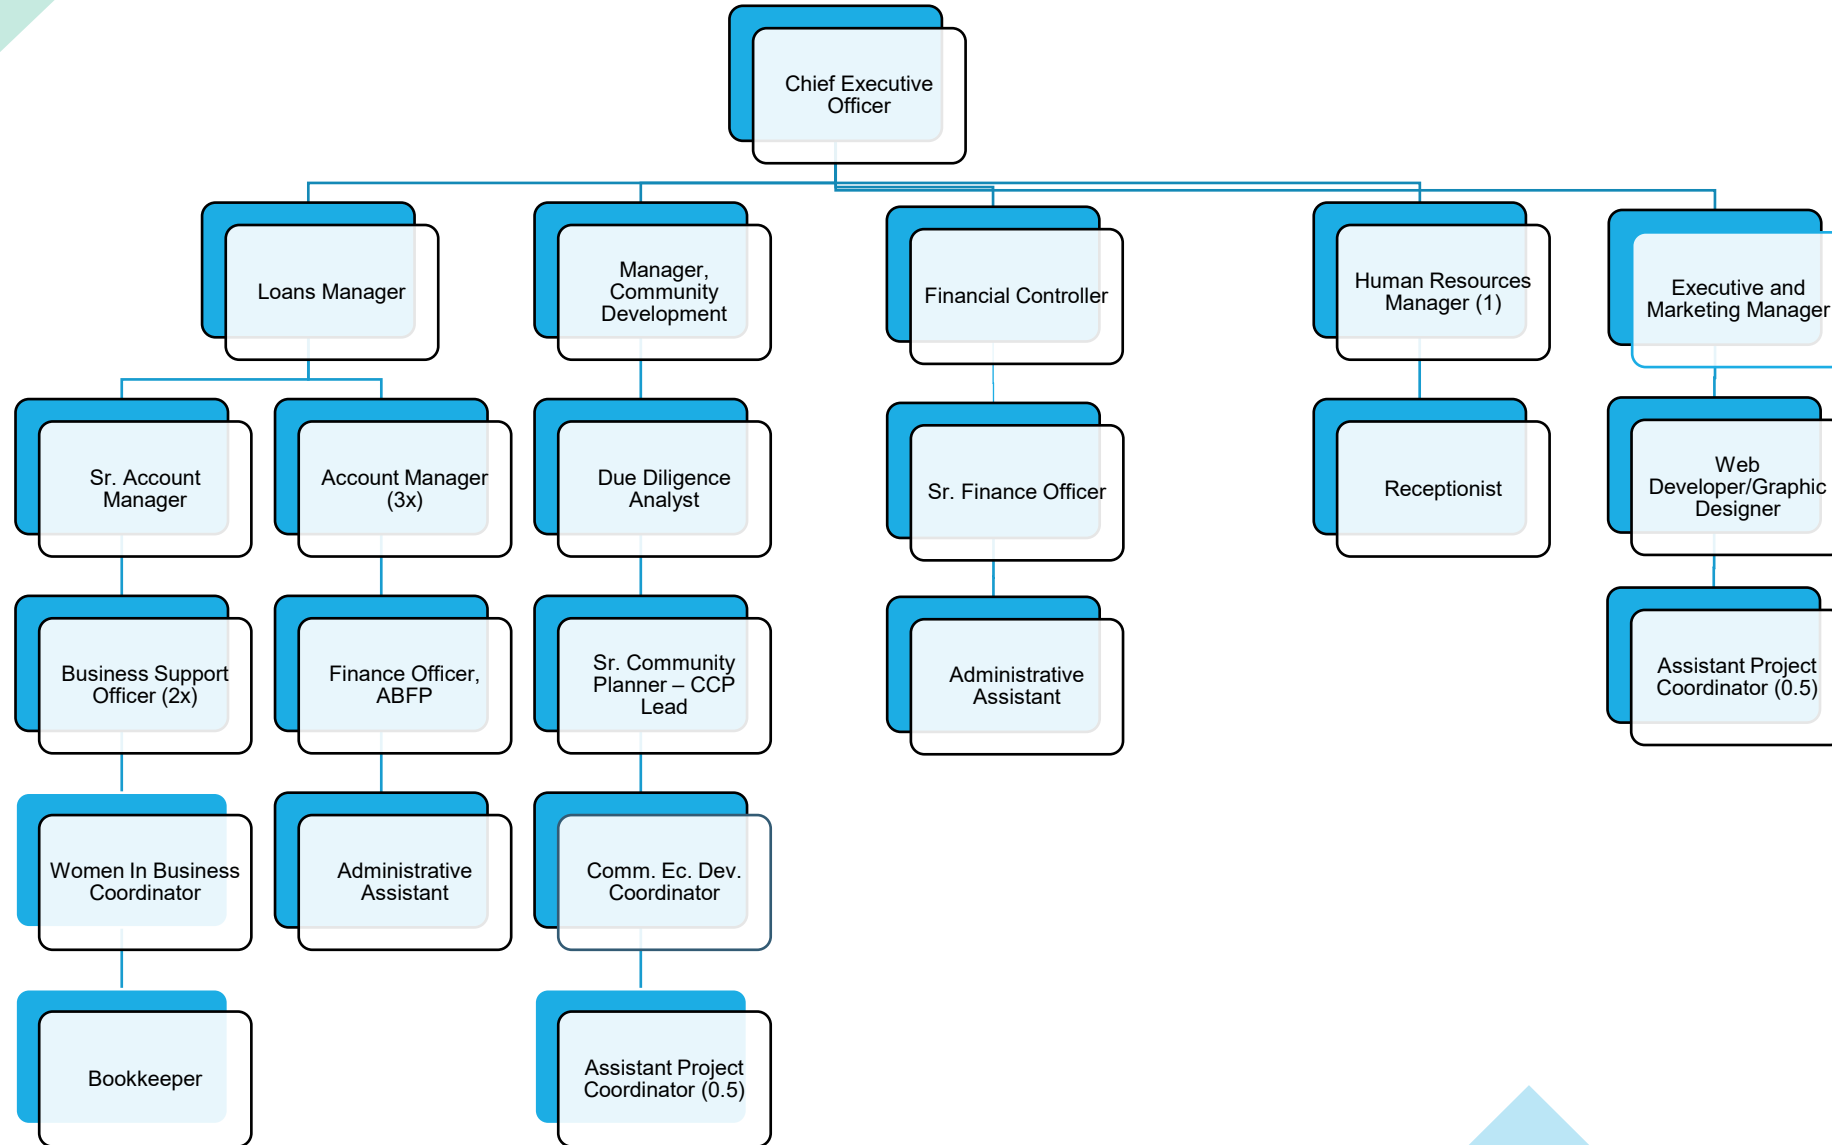 Chief Executive
Officer
Loans Manager
Manager,
Community
Development
Financial Controller
Human Resources
Manager (1)
Executive and
Marketing Manager
Sr. Account
Manager
Account Manager
(3x)
Due Diligence
Analyst
Sr. Finance Officer
Receptionist
Web
Developer/Graphic
Designer
Business Support
Officer (2x)
Finance Officer,
ABFP
Sr. Community
Planner – CCP
Lead
Administrative
Assistant
Assistant Project
Coordinator (0.5)
Women In Business
Coordinator
Administrative
Assistant
Comm. Ec. Dev.
Coordinator
Bookkeeper
Assistant Project
Coordinator (0.5)